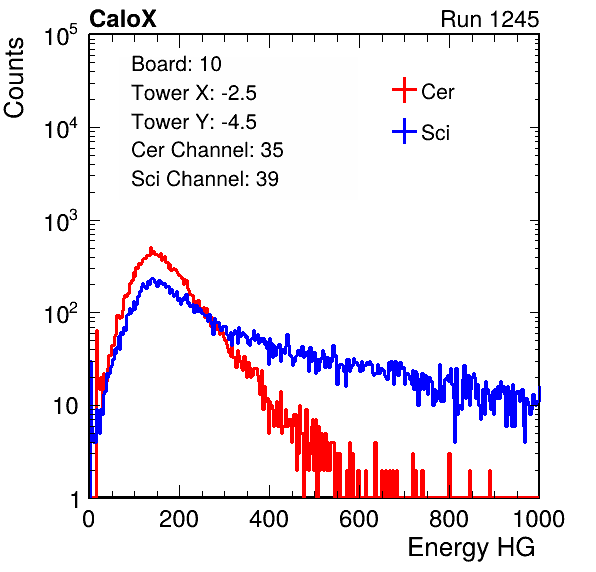 CaloX Run 1245
Counts
Board: 10
Tower X: -2.5
Tower Y: -4.5
Cer Channel: 35
Sci Channel: 39
Cer
Sci
10^5
10^4
10^3
10^2
10
1
0 200 400 600 800 1000
Energy HG